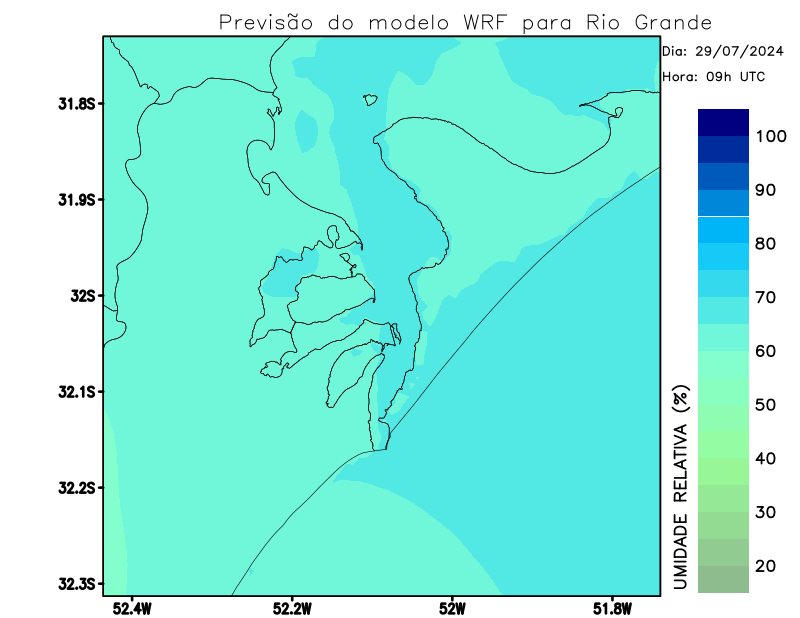 Previsão do modelo WRF para Rio Grande
Dia: 29/07/2024
Hora: 09h UTC
31.8S
31.9S
32S
32.1S
32.2S
32.3S
52.4W
52.2W
52W
51.8W
UMIDADE RELATIVA (%)
100
90
80
70
60
50
40
30
20